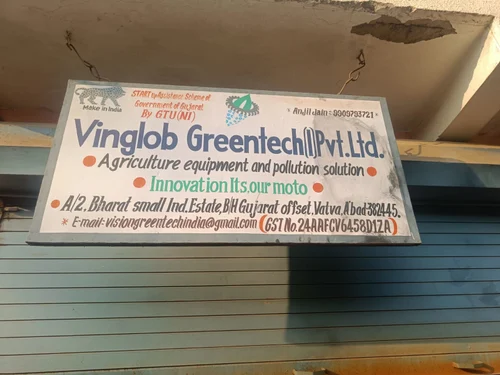 Make in India
START up Assistance Scheme of
Government of Gujarat
By GTU(NI)
* Anjli Jain: 9909793721 *
Vinglob Greentech(I)Pvt.Ltd.
Agriculture equipment and pollution solution
Innovation Its.our moto
A/2. Bharat small Ind. Estate, B/H Gujarat offset, Vatva, A'bad-382445.
* E-mail: visiongreentechindia@gmail.com (GST No. 24AAFCV6458D1ZA)